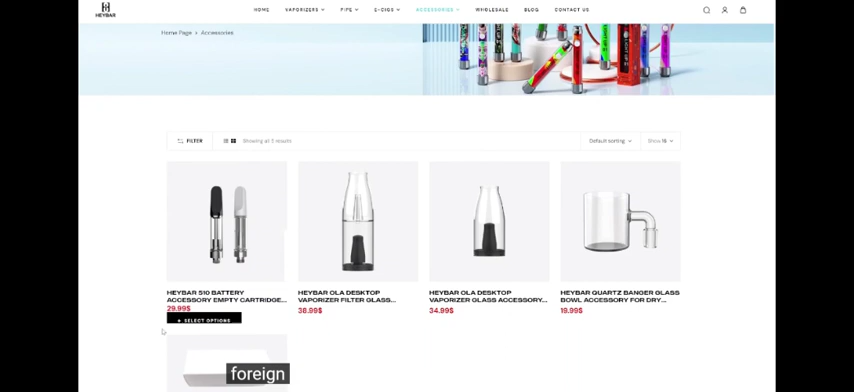 HEYBAR
HOME VAPORIZERS PIPE E-CIGS ACCESSORIES WHOLESALE BLOG CONTACT US
Home Page > Accessories
FILTER
Showing all 5 results
Default sorting
Show 16
HEYBAR 510 BATTERY
ACCESSORY EMPTY CARTRIDGE...
29.99$
+ SELECT OPTIONS
HEYBAR OLA DESKTOP
VAPORIZER FILTER GLASS...
38.99$
HEYBAR OLA DESKTOP
VAPORIZER GLASS ACCESSORY...
34.99$
HEYBAR QUARTZ BANGER GLASS
BOWL ACCESSORY FOR DRY...
19.99$
foreign